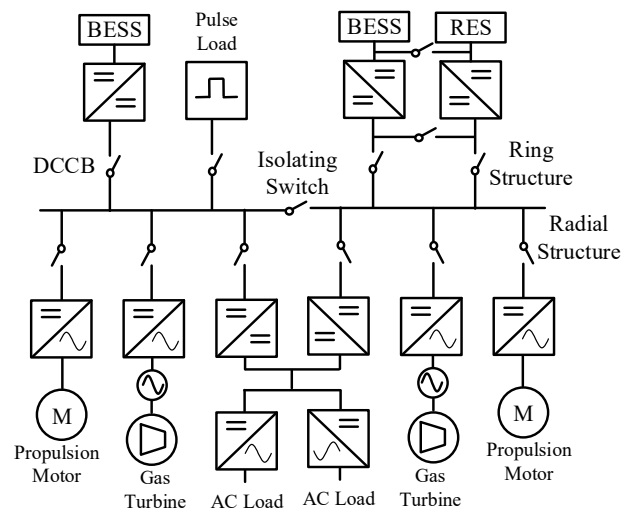 BESS
Pulse
Load
BESS
RES
DCCB
Isolating
Switch
Ring
Structure
Radial
Structure
M
Propulsion
Motor
Gas
Turbine
AC Load
AC Load
Gas
Turbine
M
Propulsion
Motor